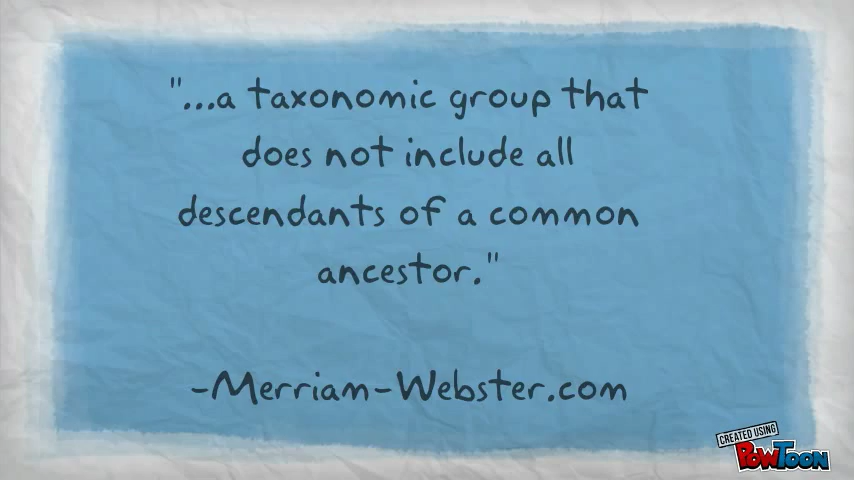 "...a taxonomic group that
does not include all
descendants of a common
ancestor."
-Merriam-Webster.com
CREATED USING
POWTOON